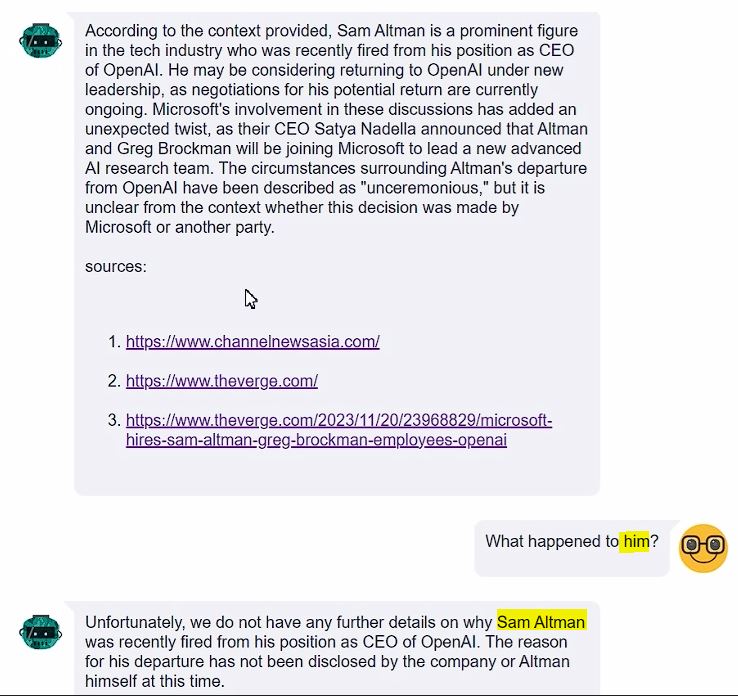 According to the context provided, Sam Altman is a prominent figure
in the tech industry who was recently fired from his position as CEO
of OpenAI. He may be considering returning to OpenAI under new
leadership, as negotiations for his potential return are currently
ongoing. Microsoft's involvement in these discussions has added an
unexpected twist, as their CEO Satya Nadella announced that Altman
and Greg Brockman will be joining Microsoft to lead a new advanced
AI research team. The circumstances surrounding Altman's departure
from OpenAI have been described as "unceremonious," but it is
unclear from the context whether this decision was made by
Microsoft or another party.
sources:
1. https://www.channelnewsasia.com/
2. https://www.theverge.com/
3. https://www.theverge.com/2023/11/20/23968829/microsoft-
hires-sam-altman-greg-brockman-employees-openai
What happened to him?
Unfortunately, we do not have any further details on why Sam Altman
was recently fired from his position as CEO of OpenAI. The reason
for his departure has not been disclosed by the company or Altman
himself at this time.